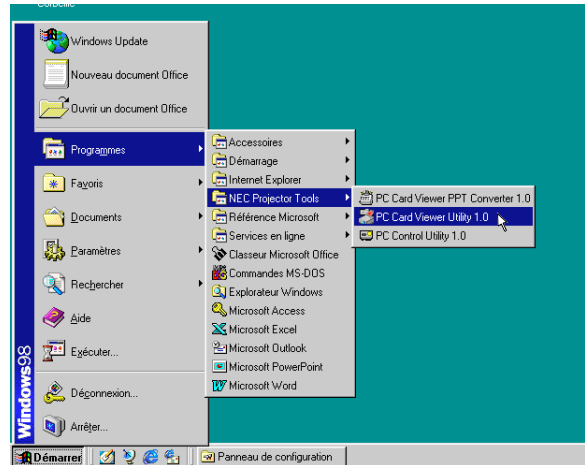 Corbeille
Windows Update
Nouveau document Office
Ouvrir un document Office
Programmes
Favoris
Documents
Paramètres
Rechercher
Aide
Exécuter...
Déconnexion...
Arrêter...
Windows98
Accessoires
Démarrage
Internet Explorer
NEC Projector Tools
Référence Microsoft
Services en ligne
Classeur Microsoft Office
Commandes MS-DOS
Explorateur Windows
Microsoft Access
Microsoft Excel
Microsoft Outlook
Microsoft PowerPoint
Microsoft Word
PC Card Viewer PPT Converter 1.0
PC Card Viewer Utility 1.0
PC Control Utility 1.0
Démarrer
Panneau de configuration